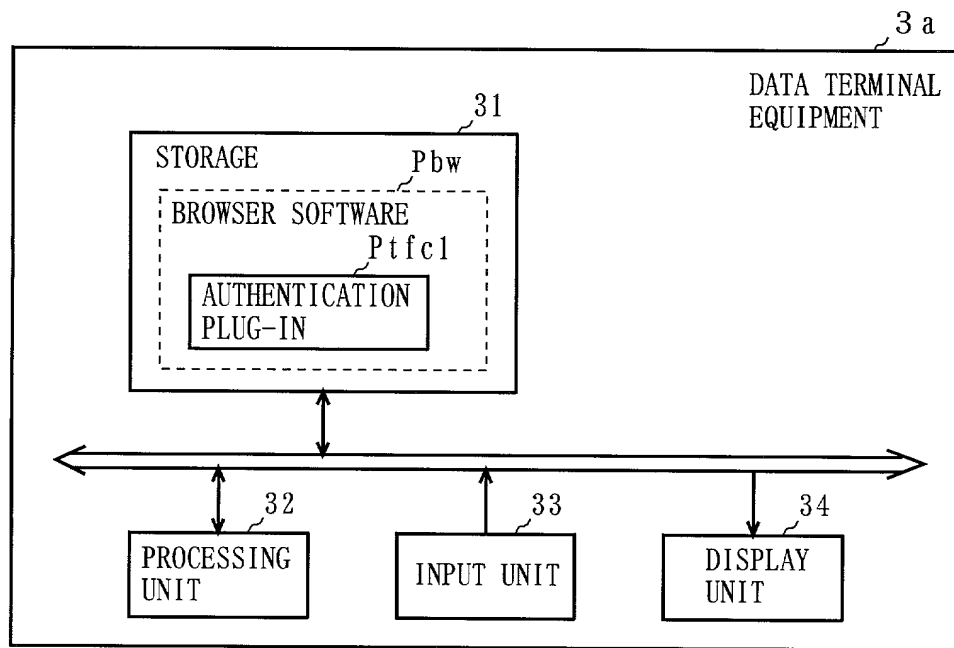 3a
DATA TERMINAL
EQUIPMENT
31
STORAGE
Pbw
BROWSER SOFTWARE
Ptfc1
AUTHENTICATION
PLUG-IN
32
33
34
PROCESSING
UNIT
INPUT UNIT
DISPLAY
UNIT